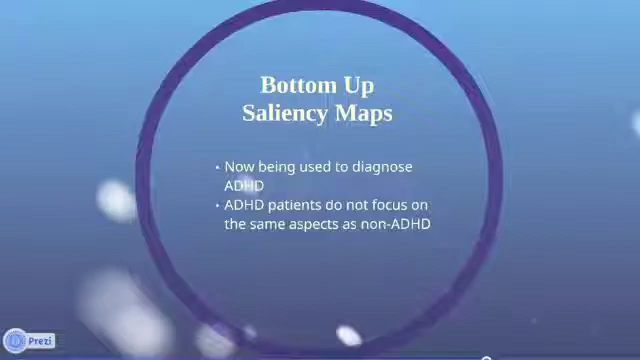 Bottom Up
Saliency Maps
• Now being used to diagnose
ADHD
• ADHD patients do not focus on
the same aspects as non-ADHD
Prezi